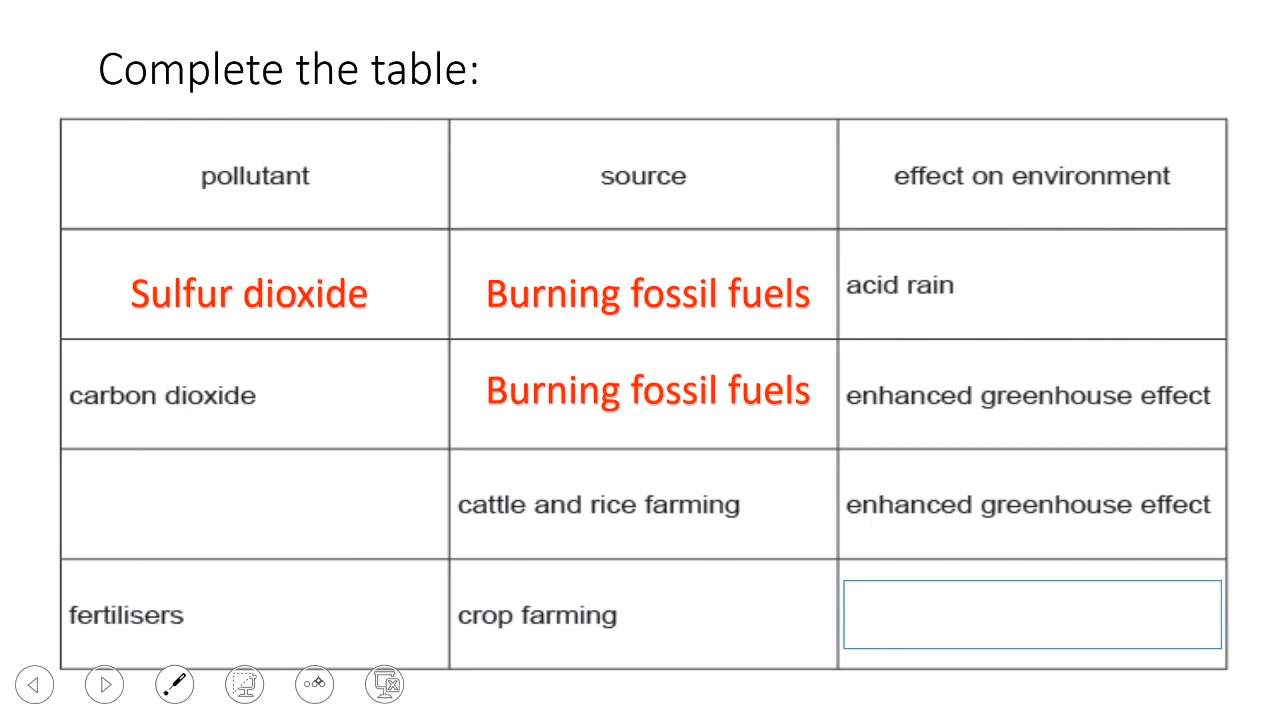 Complete the table:
pollutant source effect on environment
Sulfur dioxide Burning fossil fuels acid rain
carbon dioxide Burning fossil fuels enhanced greenhouse effect
cattle and rice farming enhanced greenhouse effect
fertilisers crop farming